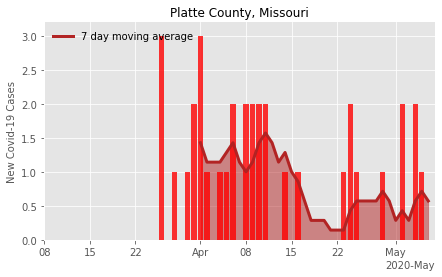 Platte County, Missouri
7 day moving average
New Covid-19 Cases
3.0
2.5
2.0
1.5
1.0
0.5
0.0
08 15 22 Apr 08 15 22 May
2020-May